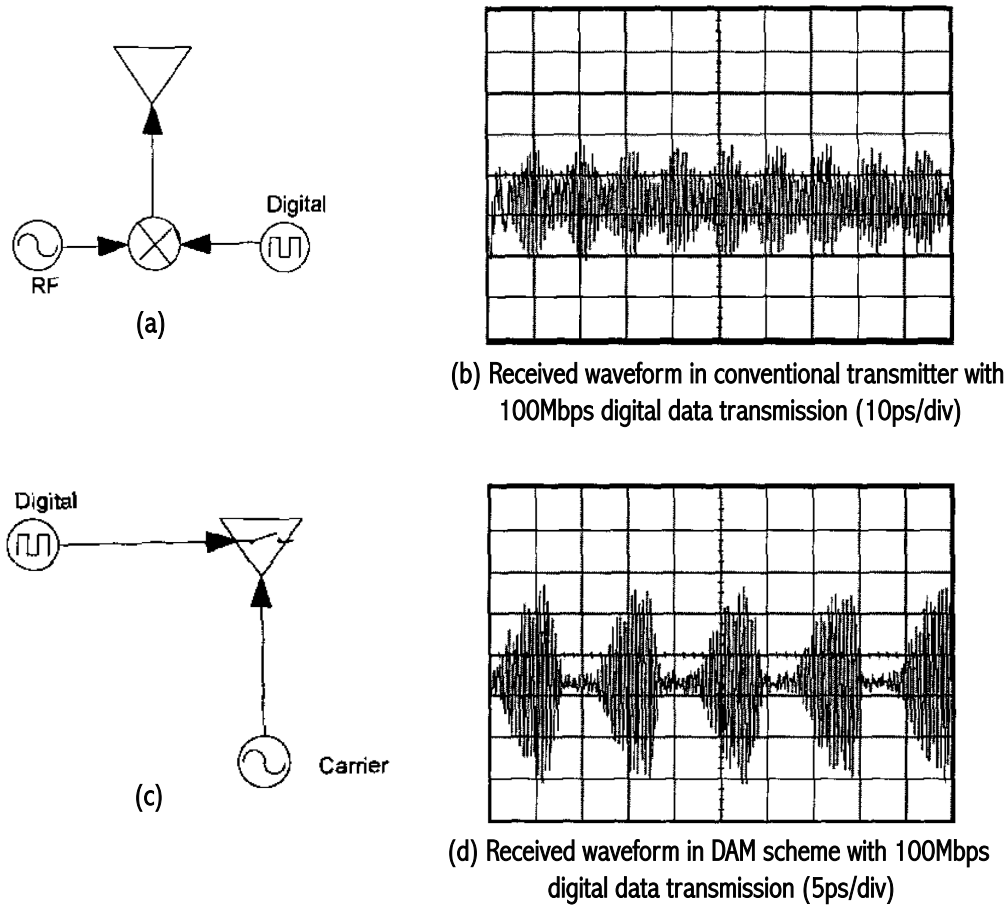 Digital
RF
(a)
(b) Received waveform in conventional transmitter with
100Mbps digital data transmission (10ps/div)
Digital
Carrier
(c)
(d) Received waveform in DAM scheme with 100Mbps
digital data transmission (5ps/div)